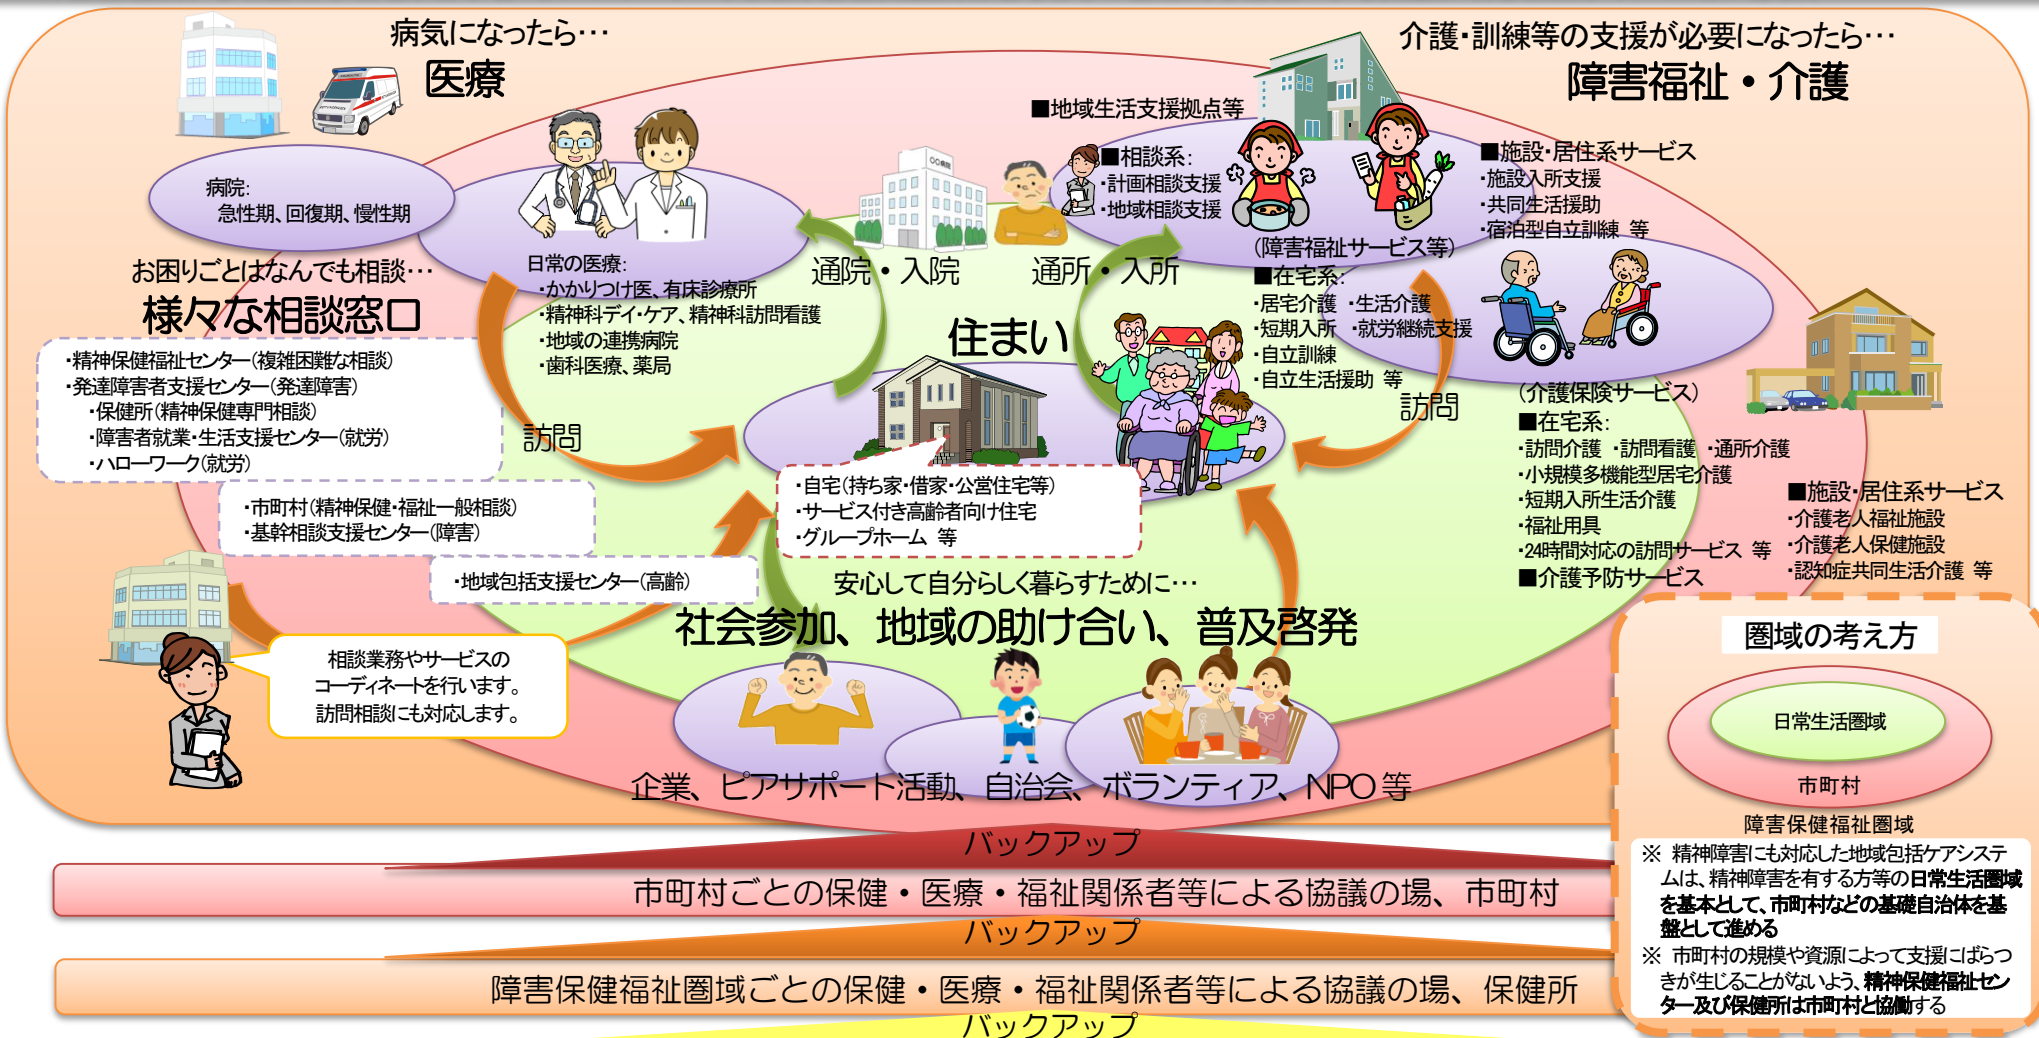 病気になったら…
医療
介護・訓練等の支援が必要になったら…
障害福祉・介護
病院:
急性期、回復期、慢性期
日常の医療:
・かかりつけ医、有床診療所
・精神科デイ・ケア、精神科訪問看護
・地域の連携病院
・歯科医療、薬局
○○病院
通院・入院
通所・入所
■地域生活支援拠点等
■相談系:
・計画相談支援
・地域相談支援
■施設・居住系サービス
・施設入所支援
・共同生活援助
・宿泊型自立訓練 等
(障害福祉サービス等)
■在宅系:
・居宅介護 ・生活介護
・短期入所 ・就労継続支援
・自立訓練
・自立生活援助 等
訪問
(介護保険サービス)
■在宅系:
・訪問介護 ・訪問看護 ・通所介護
・小規模多機能型居宅介護
・短期入所生活介護
・福祉用具
・24時間対応の訪問サービス 等
■介護予防サービス
■施設・居住系サービス
・介護老人福祉施設
・介護老人保健施設
・認知症共同生活介護 等
お困りごとはなんでも相談…
様々な相談窓口
・精神保健福祉センター(複雑困難な相談)
・発達障害者支援センター(発達障害)
・保健所(精神保健専門相談)
・障害者就業・生活支援センター(就労)
・ハローワーク(就労)
・市町村(精神保健・福祉一般相談)
・基幹相談支援センター(障害)
・地域包括支援センター(高齢)
訪問
相談業務やサービスの
コーディネートを行います。
訪問相談にも対応します。
住まい
・自宅(持ち家・借家・公営住宅等)
・サービス付き高齢者向け住宅
・グループホーム 等
安心して自分らしく暮らすために…
社会参加、地域の助け合い、普及啓発
企業、ピアサポート活動、自治会、ボランティア、NPO 等
バックアップ
市町村ごとの保健・医療・福祉関係者等による協議の場、市町村
バックアップ
障害保健福祉圏域ごとの保健・医療・福祉関係者等による協議の場、保健所
バックアップ
圏域の考え方
日常生活圏域
市町村
障害保健福祉圏域
※ 精神障害にも対応した地域包括ケアシステ
ムは、精神障害を有する方等の日常生活圏域
を基本として、市町村などの基礎自治体を基
盤として進める
※ 市町村の規模や資源によって支援にばらつ
きが生じることがないよう、精神保健福祉セン
ター及び保健所は市町村と協働する